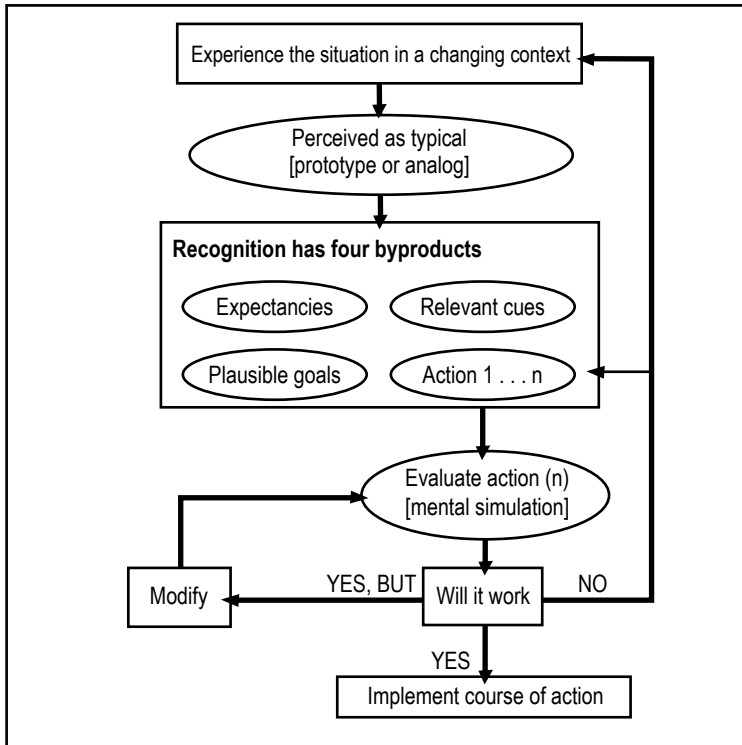 Experience the situation in a changing context
Perceived as typical
[prototype or analog]
Recognition has four byproducts
Expectancies
Relevant cues
Plausible goals
Action 1 . . . n
Evaluate action (n)
[mental simulation]
Modify
YES, BUT
Will it work
NO
YES
Implement course of action